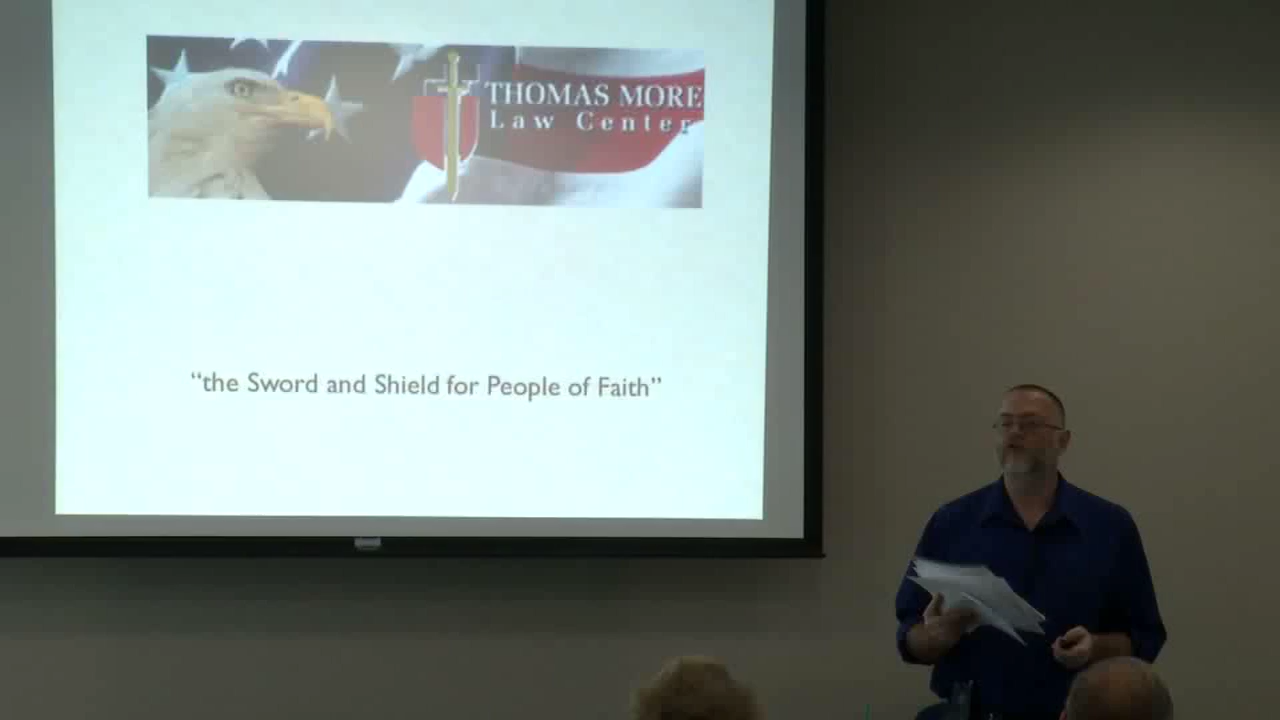 THOMAS MORE
Law Center
“the Sword and Shield for People of Faith”